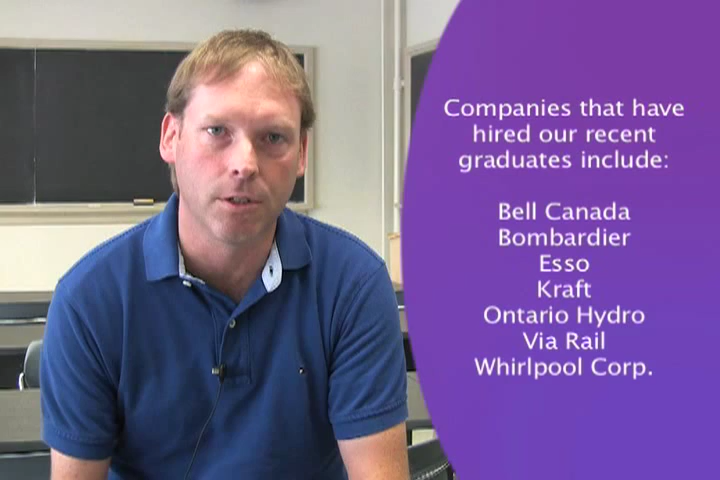 Companies that have
hired our recent
graduates include:
Bell Canada
Bombardier
Esso
Kraft
Ontario Hydro
Via Rail
Whirlpool Corp.